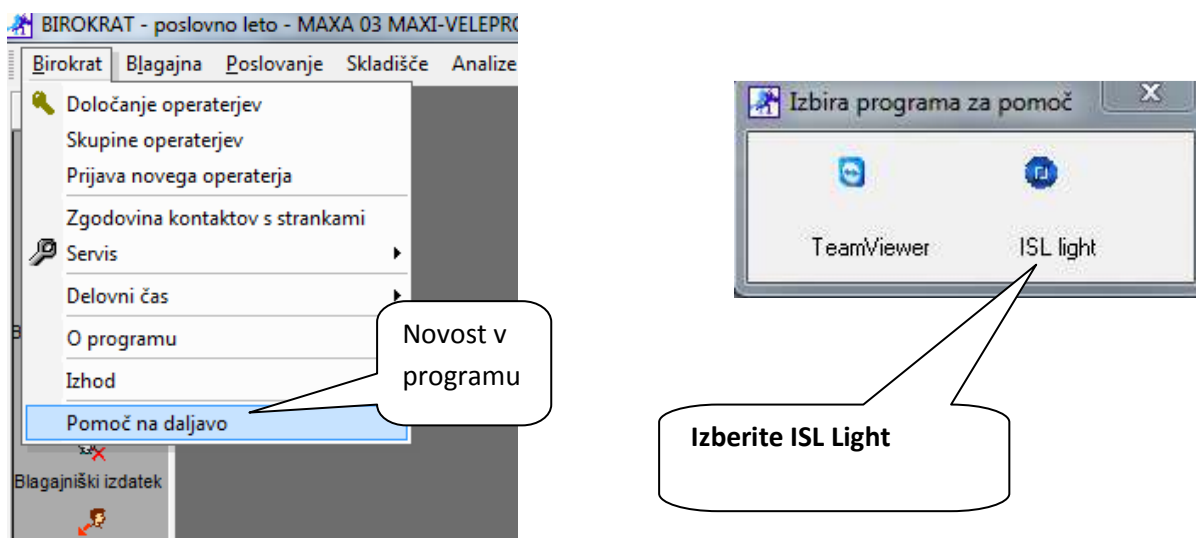 BIROKRAT - poslovno leto - MAXA 03 MAXI-VELEPRO
Birokrat Blagajna Poslovanje Skladišče Analize
Določanje operaterjev
Skupine operaterjev
Prijava novega operaterja
Zgodovina kontaktov s strankami
Servis
Delovni čas
O programu
Izhod
Pomoč na daljavo
Blagajniški izdatek
Novost v
programu
Izbira programa za pomoč
TeamViewer ISL light
Izberite ISL Light